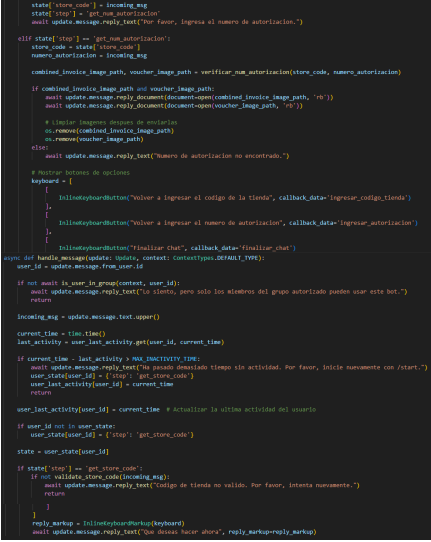 state['store_code'] = incoming_msg
state['step'] = 'get_num_autorizacion'
await update.message.reply_text("Por favor, ingresa el numero de autorizacion.")
elif state['step'] == 'get_num_autorizacion':
store_code = state['store_code']
numero_autorizacion = incoming_msg
combined_invoice_image_path, voucher_image_path = verificar_num_autorizacion(store_code, numero_autorizacion)
if combined_invoice_image_path and voucher_image_path:
await update.message.reply_document(document=open(combined_invoice_image_path, 'rb'))
await update.message.reply_document(document=open(voucher_image_path, 'rb'))
# Limpiar imagenes despues de enviarlas
os.remove(combined_invoice_image_path)
os.remove(voucher_image_path)
else:
await update.message.reply_text("Numero de autorizacion no encontrado.")
# Mostrar botones de opciones
keyboard = [
[
InlineKeyboardButton("Volver a ingresar el codigo de la tienda", callback_data='ingresar_codigo_tienda')
],
[
InlineKeyboardButton("Volver a ingresar el numero de autorizacion", callback_data='ingresar_autorizacion')
],
[
InlineKeyboardButton("Finalizar Chat", callback_data='finalizar_chat')
async def handle_message(update: Update, context: ContextTypes.DEFAULT_TYPE):
user_id = update.message.from_user.id
if not await is_user_in_group(context, user_id):
await update.message.reply_text("Lo siento, pero solo los miembros del grupo autorizado pueden usar este bot.")
return
incoming_msg = update.message.text.upper()
current_time = time.time()
last_activity = user_last_activity.get(user_id, current_time)
if current_time - last_activity > MAX_INACTIVITY_TIME:
await update.message.reply_text("Ha pasado demasiado tiempo sin actividad. Por favor, inicie nuevamente con /start.")
user_state[user_id] = {'step': 'get_store_code'}
user_last_activity[user_id] = current_time
return
user_last_activity[user_id] = current_time # Actualizar la ultima actividad del usuario
if user_id not in user_state:
user_state[user_id] = {'step': 'get_store_code'}
state = user_state[user_id]
if state['step'] == 'get_store_code':
if not validate_store_code(incoming_msg):
await update.message.reply_text("Codigo de tienda no valido. Por favor, intenta nuevamente.")
return
]
]
reply_markup = InlineKeyboardMarkup(keyboard)
await update.message.reply_text("Que deseas hacer ahora", reply_markup=reply_markup)